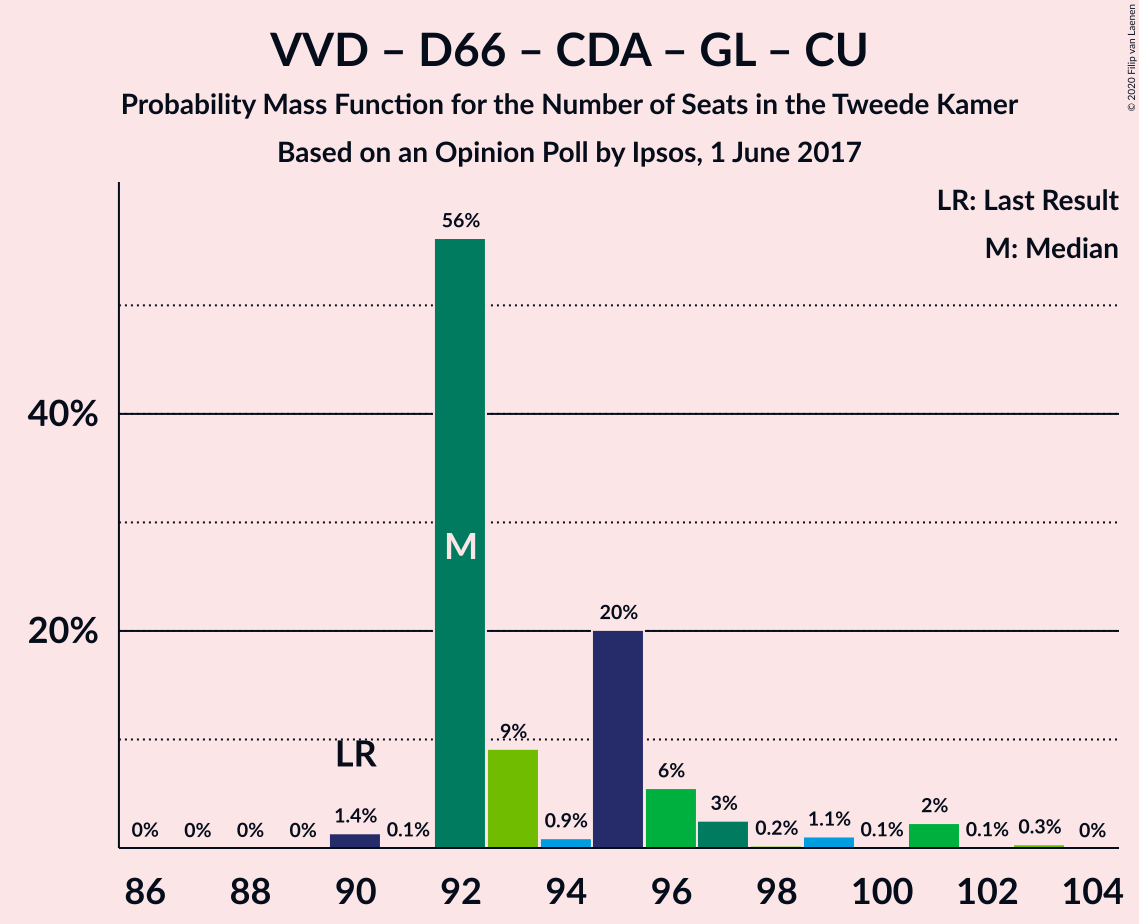 VVD – D66 – CDA – GL – CU
Probability Mass Function for the Number of Seats in the Tweede Kamer
Based on an Opinion Poll by Ipsos, 1 June 2017
© 2020 Filip van Laenen
LR: Last Result
M: Median
56%
40%
M
20%
20%
9%
LR
6%
3%
2%
0% 0% 0% 0% 1.4% 0.1% 0.9% 0.2% 1.1% 0.1% 0.1% 0.3% 0%
86 88 90 92 94 96 98 100 102 104